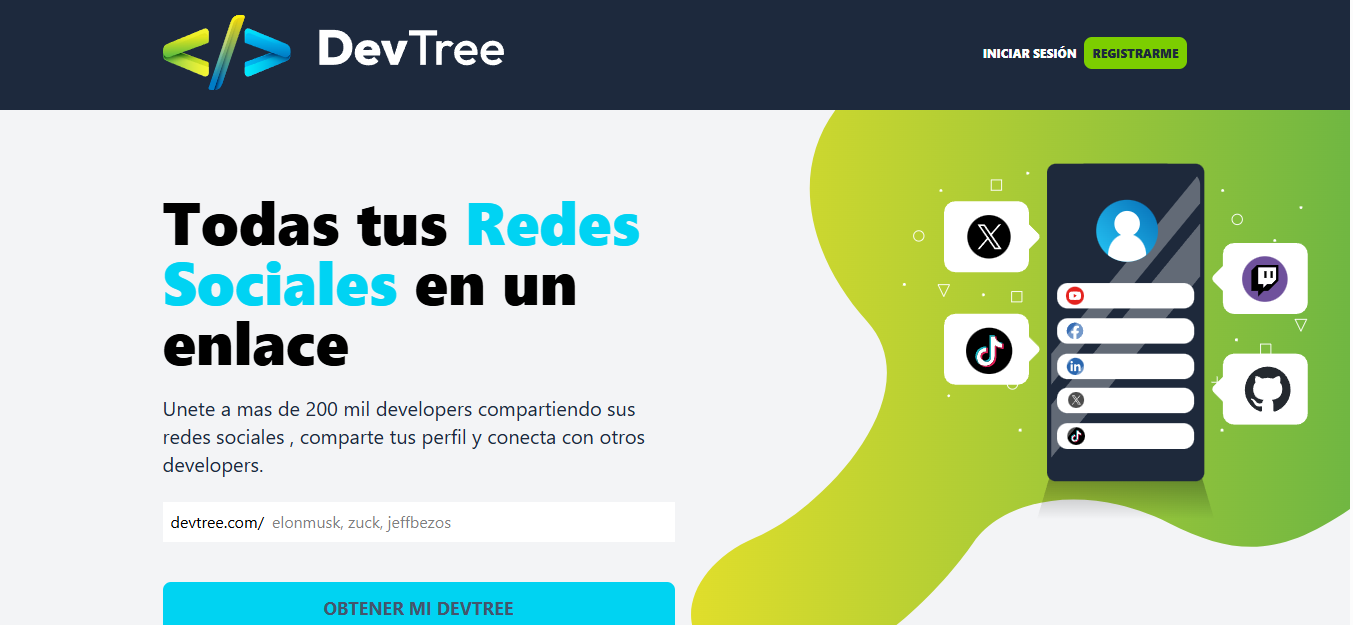 DevTree
INICIAR SESIÓN
REGISTRARME
Todas tus Redes
Sociales en un
enlace
Unete a mas de 200 mil developers compartiendo sus
redes sociales , comparte tus perfil y conecta con otros
developers.
devtree.com/ elonmusk, zuck, jeffbezos
OBTENER MI DEVTREE